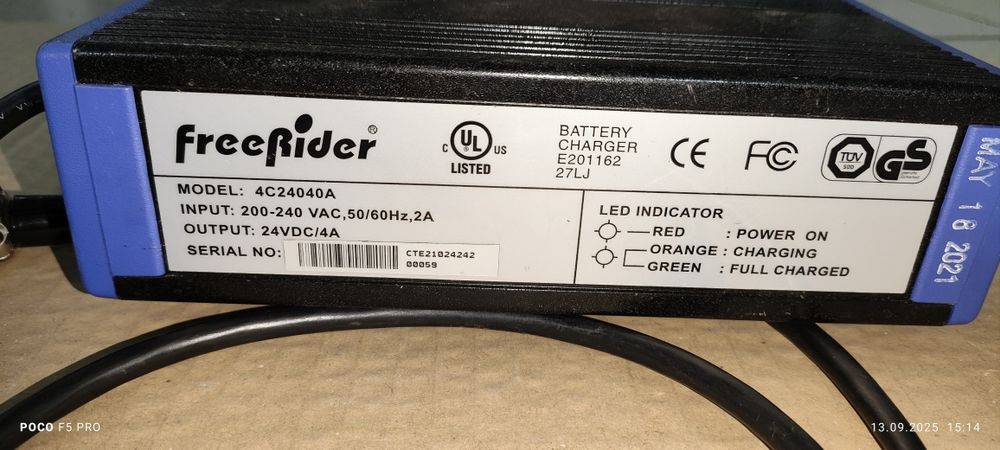 freeRider®
C UL US
LISTED
BATTERY
CHARGER
E201162
27LJ
CE
FC
TÜV
SÜD
GS
MODEL: 4C24040A
INPUT: 200-240 VAC,50/60Hz,2A
OUTPUT: 24VDC/4A
SERIAL NO:
CTE21024242
00059
LED INDICATOR
RED : POWER ON
ORANGE : CHARGING
GREEN : FULL CHARGED
MAY 18 2021
POCO F5 PRO
13.09.2025 15:14